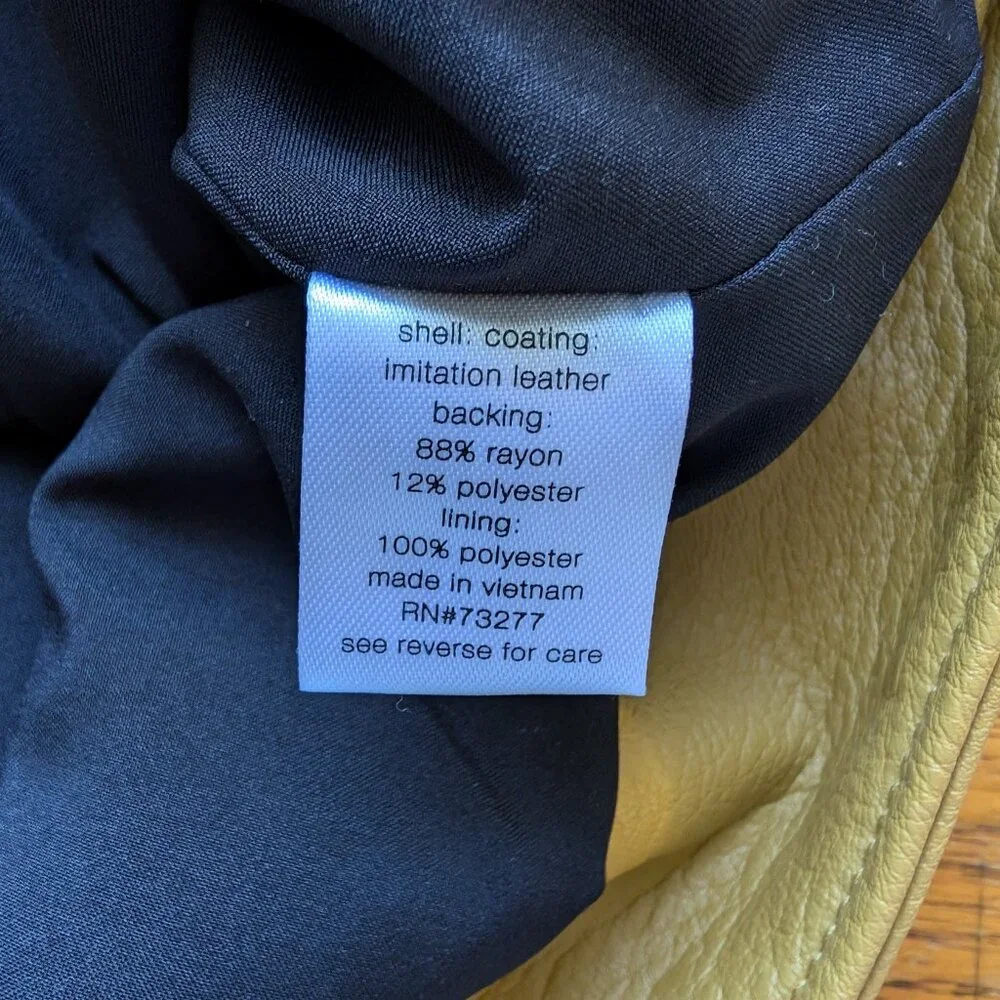 shell: coating:
imitation leather
backing:
88% rayon
12% polyester
lining:
100% polyester
made in vietnam
RN#73277
see reverse for care